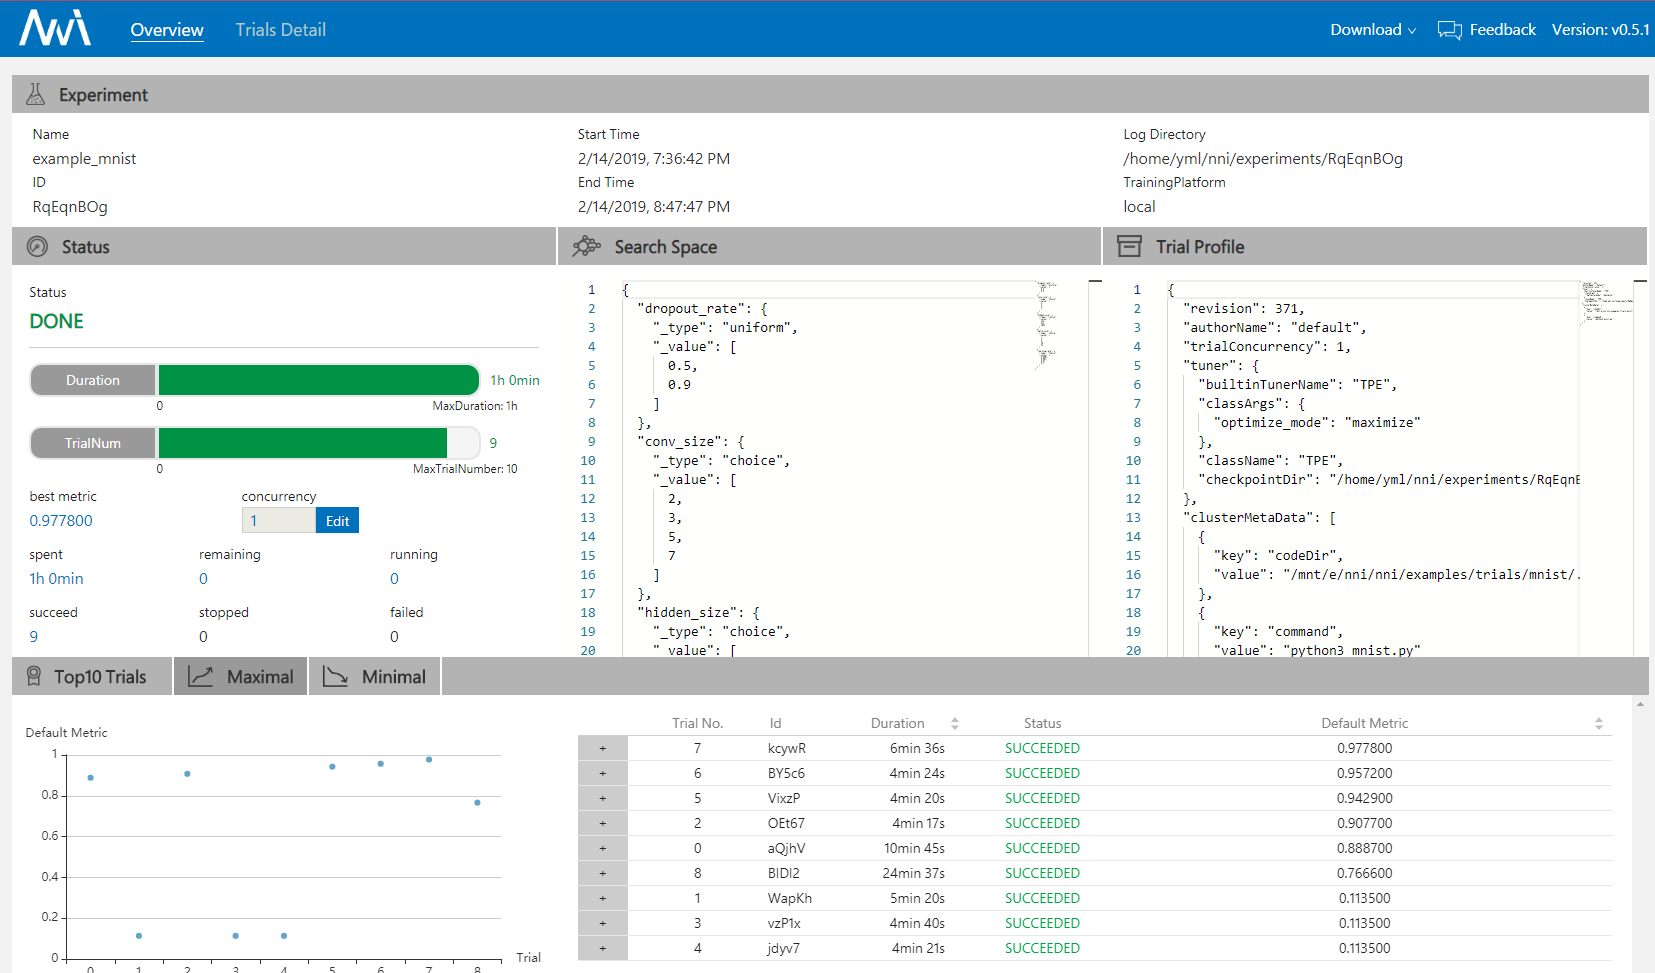 NNI Overview Trials Detail Download Feedback Version: v0.5.1
Experiment
Name
example_mnist
ID
RqEqnBOg
Start Time
2/14/2019, 7:36:42 PM
End Time
2/14/2019, 8:47:47 PM
Log Directory
/home/yml/nni/experiments/RqEqnBOg
TrainingPlatform
local
Status
Status
DONE
Duration 1h 0min
0 MaxDuration: 1h
TrialNum 9
0 MaxTrialNumber: 10
best metric concurrency
0.977800 1 Edit
spent remaining running
1h 0min 0 0
succeed stopped failed
9 0 0
Search Space
1 {
2 "dropout_rate": {
3 "_type": "uniform",
4 "_value": [
5 0.5,
6 0.9
7 ]
8 },
9 "conv_size": {
10 "_type": "choice",
11 "_value": [
12 2,
13 3,
14 5,
15 7
16 ]
17 },
18 "hidden_size": {
19 "_type": "choice",
20 "_value": [
Trial Profile
1 {
2 "revision": 371,
3 "authorName": "default",
4 "trialConcurrency": 1,
5 "tuner": {
6 "builtinTunerName": "TPE",
7 "classArgs": {
8 "optimize_mode": "maximize"
9 },
10 "className": "TPE",
11 "checkpointDir": "/home/yml/nni/experiments/RqEqnB
12 },
13 "clusterMetaData": [
14 {
15 "key": "codeDir",
16 "value": "/mnt/e/nni/nni/examples/trials/mnist/.
17 },
18 {
19 "key": "command",
20 "value": "python3 mnist.py"
Top10 Trials Maximal Minimal
Default Metric
1
0.8
0.6
0.4
0.2
0
0 1 2 3 4 5 6 7 8
Trial
Trial No. Id Duration Status Default Metric
+ 7 kcywR 6min 36s SUCCEEDED 0.977800
+ 6 BY5c6 4min 24s SUCCEEDED 0.957200
+ 5 VixzP 4min 20s SUCCEEDED 0.942900
+ 2 OEt67 4min 17s SUCCEEDED 0.907700
+ 0 aQjhV 10min 45s SUCCEEDED 0.888700
+ 8 BIDI2 24min 37s SUCCEEDED 0.766600
+ 1 WapKh 5min 20s SUCCEEDED 0.113500
+ 3 vzP1x 4min 40s SUCCEEDED 0.113500
+ 4 jdyv7 4min 21s SUCCEEDED 0.113500